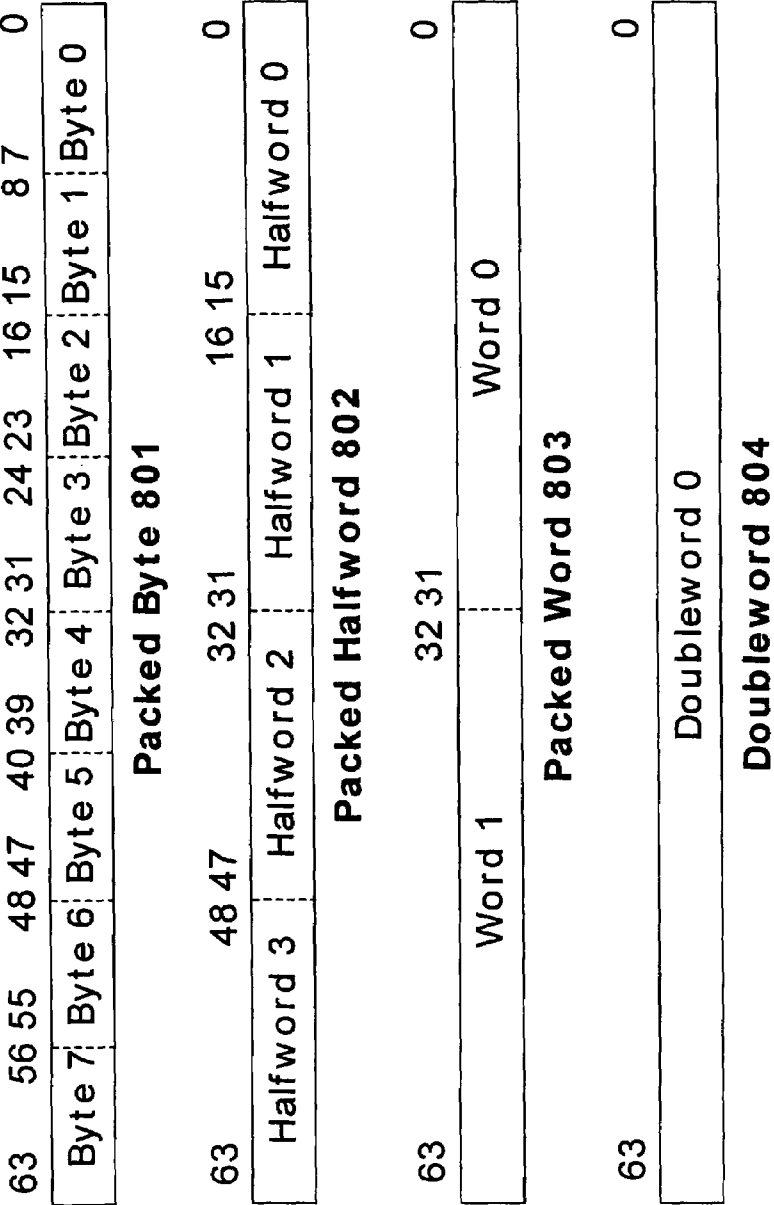 63 56 55 48 47 40 39 32 31 24 23 16 15 8 7 0
Byte 7 Byte 6 Byte 5 Byte 4 Byte 3 Byte 2 Byte 1 Byte 0
Packed Byte 801
63 48 47 32 31 16 15 0
Halfword 3 Halfword 2 Halfword 1 Halfword 0
Packed Halfword 802
63 32 31 0
Word 1 Word 0
Packed Word 803
63 0
Doubleword 0
Doubleword 804